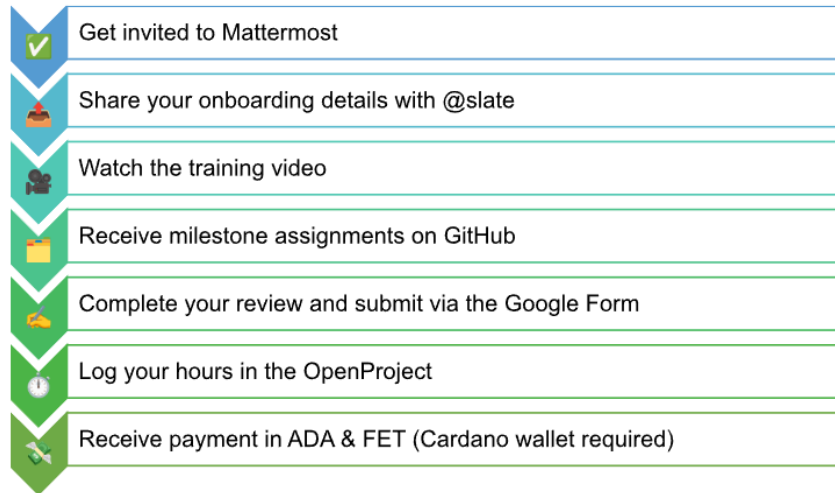 Get invited to Mattermost
Share your onboarding details with @slate
Watch the training video
Receive milestone assignments on GitHub
Complete your review and submit via the Google Form
Log your hours in the OpenProject
Receive payment in ADA & FET (Cardano wallet required)